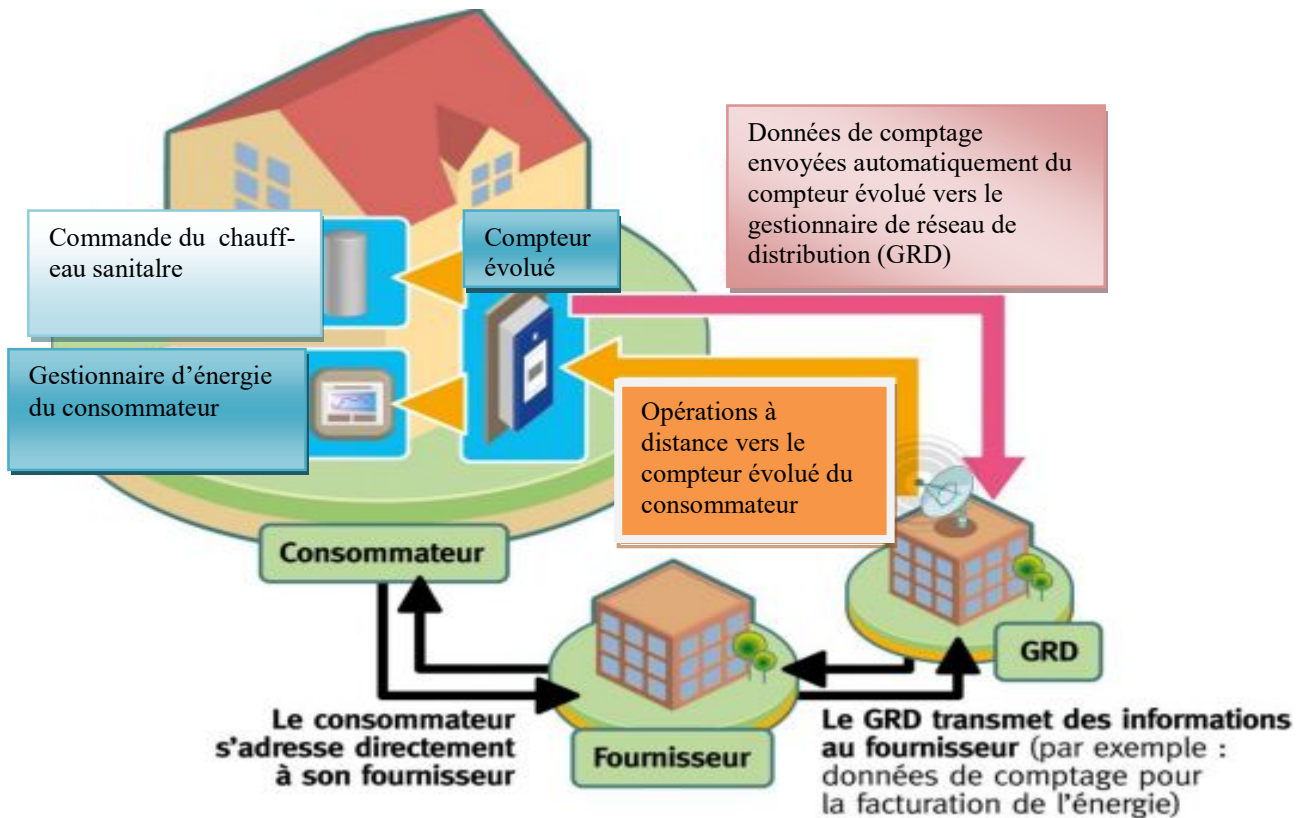 Données de comptage
envoyées automatiquement du
compteur évolué vers le
gestionnaire de réseau de
distribution (GRD)
Commande du chauff-
eau sanitalre
Compteur
évolué
Gestionnaire d'énergie
du consommateur
Opérations à
distance vers le
compteur évolué du
consommateur
Consommateur
GRD
Le consommateur
s'adresse directement
à son fournisseur
Fournisseur
Le GRD transmet des informations
au fournisseur (par exemple :
données de comptage pour
la facturation de l'énergie)